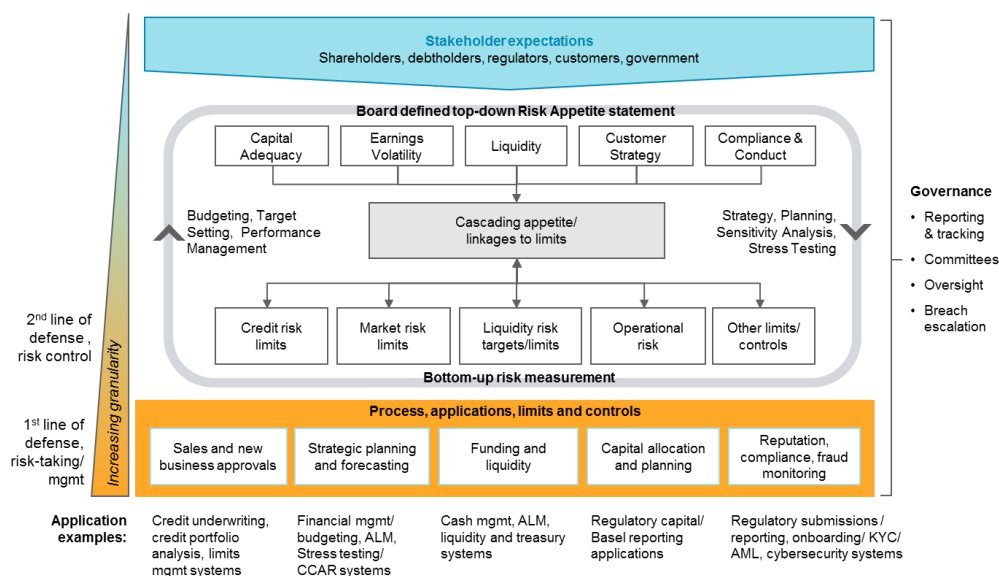 Stakeholder expectations
Shareholders, debtholders, regulators, customers, government
Board defined top-down Risk Appetite statement
Capital
Adequacy
Earnings
Volatility
Liquidity
Customer
Strategy
Compliance &
Conduct
Budgeting, Target
Setting, Performance
Management
Cascading appetite/
linkages to limits
Strategy, Planning,
Sensitivity Analysis,
Stress Testing
Governance
• Reporting
& tracking
• Committees
• Oversight
• Breach
escalation
2nd line of
defense ,
risk control
Credit risk
limits
Market risk
limits
Liquidity risk
targets/limits
Operational
risk
Other limits/
controls
Bottom-up risk measurement
Increasing granularity
1st line of
defense,
risk-taking/
mgmt
Process, applications, limits and controls
Sales and new
business approvals
Strategic planning
and forecasting
Funding and
liquidity
Capital allocation
and planning
Reputation,
compliance, fraud
monitoring
Application
examples:
Credit underwriting,
credit portfolio
analysis, limits
mgmt systems
Financial mgmt/
budgeting, ALM,
Stress testing/
CCAR systems
Cash mgmt, ALM,
liquidity and treasury
systems
Regulatory capital/
Basel reporting
applications
Regulatory submissions /
reporting, onboarding/ KYC/
AML, cybersecurity systems